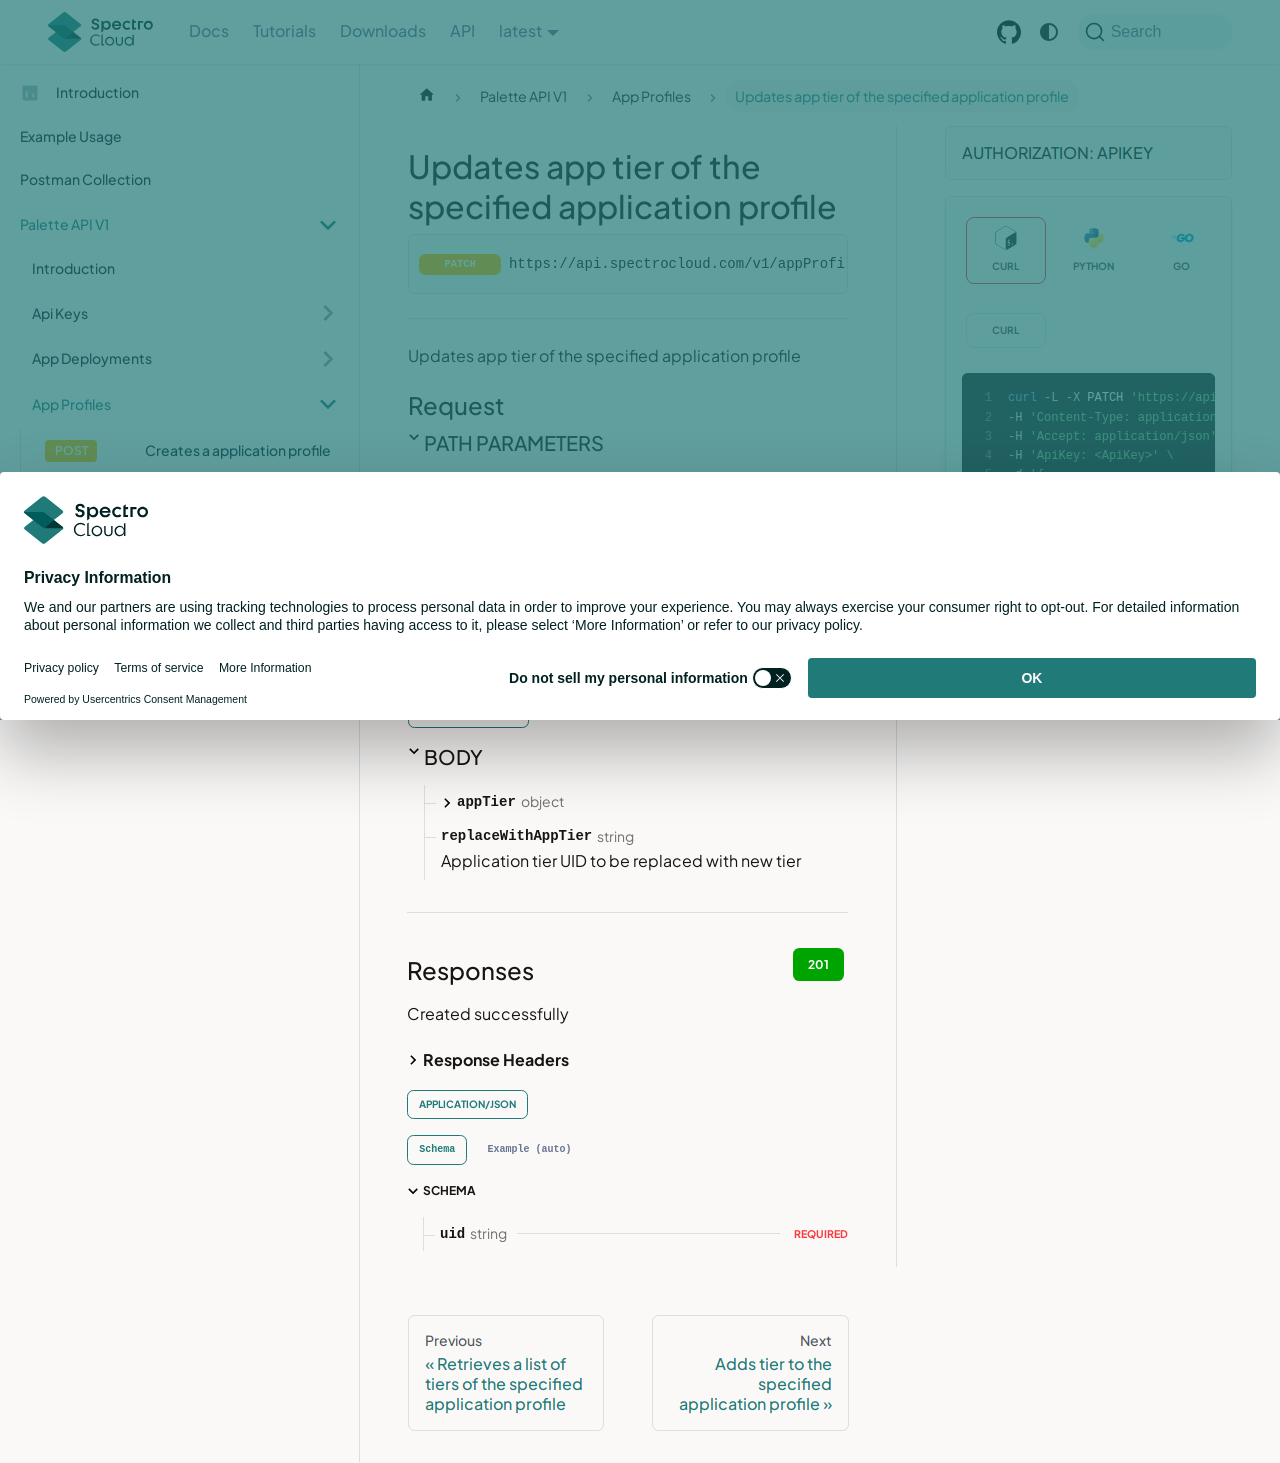 Spectro Cloud
Docs
Tutorials
Downloads
API
latest
Search
Introduction
Example Usage
Postman Collection
Palette API V1
Introduction
Api Keys
App Deployments
App Profiles
POST Creates a application profile
Palette API V1
App Profiles
Updates app tier of the specified application profile
Updates app tier of the
specified application profile
PATCH https://api.spectrocloud.com/v1/appProfi
Updates app tier of the specified application profile
Request
PATH PARAMETERS
AUTHORIZATION: APIKEY
CURL
PYTHON
GO
CURL
1 curl -L -X PATCH 'https://api
2 -H 'Content-Type: application
3 -H 'Accept: application/json'
4 -H 'ApiKey: <ApiKey>' \
Spectro
Cloud
Privacy Information
We and our partners are using tracking technologies to process personal data in order to improve your experience. You may always exercise your consumer right to opt-out. For detailed information
about personal information we collect and third parties having access to it, please select ‘More Information’ or refer to our privacy policy.
Privacy policy
Terms of service
More Information
Do not sell my personal information
OK
Powered by Usercentrics Consent Management
BODY
appTier object
replaceWithAppTier string
Application tier UID to be replaced with new tier
Responses
201
Created successfully
Response Headers
APPLICATION/JSON
Schema
Example (auto)
SCHEMA
uid string
REQUIRED
Previous
« Retrieves a list of
tiers of the specified
application profile
Next
Adds tier to the
specified
application profile »